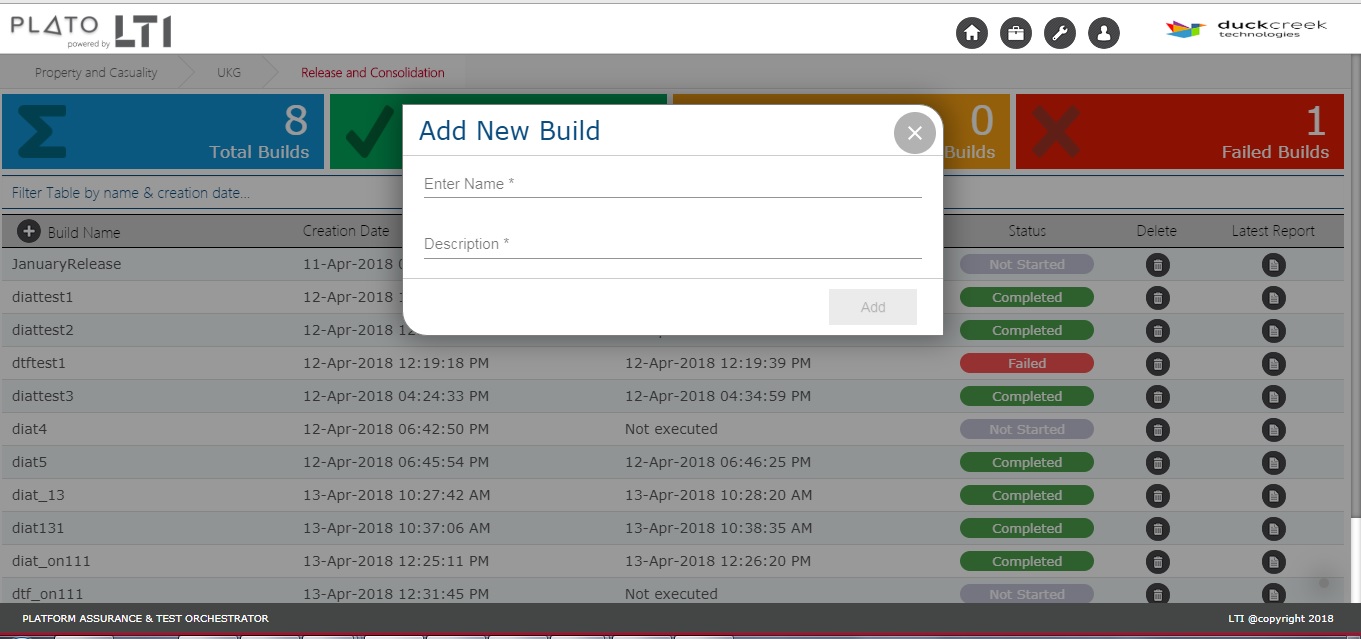 PLATO
powered by LTI
duckcreek
technologies
Property and Casuality UKG Release and Consolidation
8
Total Builds
0
Builds
1
Failed Builds
Add New Build
Enter Name *
Description *
Add
Filter Table by name & creation date...
Build Name Creation Date Status Delete Latest Report
JanuaryRelease 11-Apr-2018 Not Started
diattest1 12-Apr-2018 Completed
diattest2 12-Apr-2018 12 Completed
dtftest1 12-Apr-2018 12:19:18 PM 12-Apr-2018 12:19:39 PM Failed
diattest3 12-Apr-2018 04:24:33 PM 12-Apr-2018 04:34:59 PM Completed
diat4 12-Apr-2018 06:42:50 PM Not executed Not Started
diat5 12-Apr-2018 06:45:54 PM 12-Apr-2018 06:46:25 PM Completed
diat_13 13-Apr-2018 10:27:42 AM 13-Apr-2018 10:28:20 AM Completed
diat131 13-Apr-2018 10:37:06 AM 13-Apr-2018 10:38:35 AM Completed
diat_on111 13-Apr-2018 12:25:11 PM 13-Apr-2018 12:26:20 PM Completed
dtf_on111 13-Apr-2018 12:31:45 PM Not executed Not Started
PLATFORM ASSURANCE & TEST ORCHESTRATOR LTI @copyright 2018